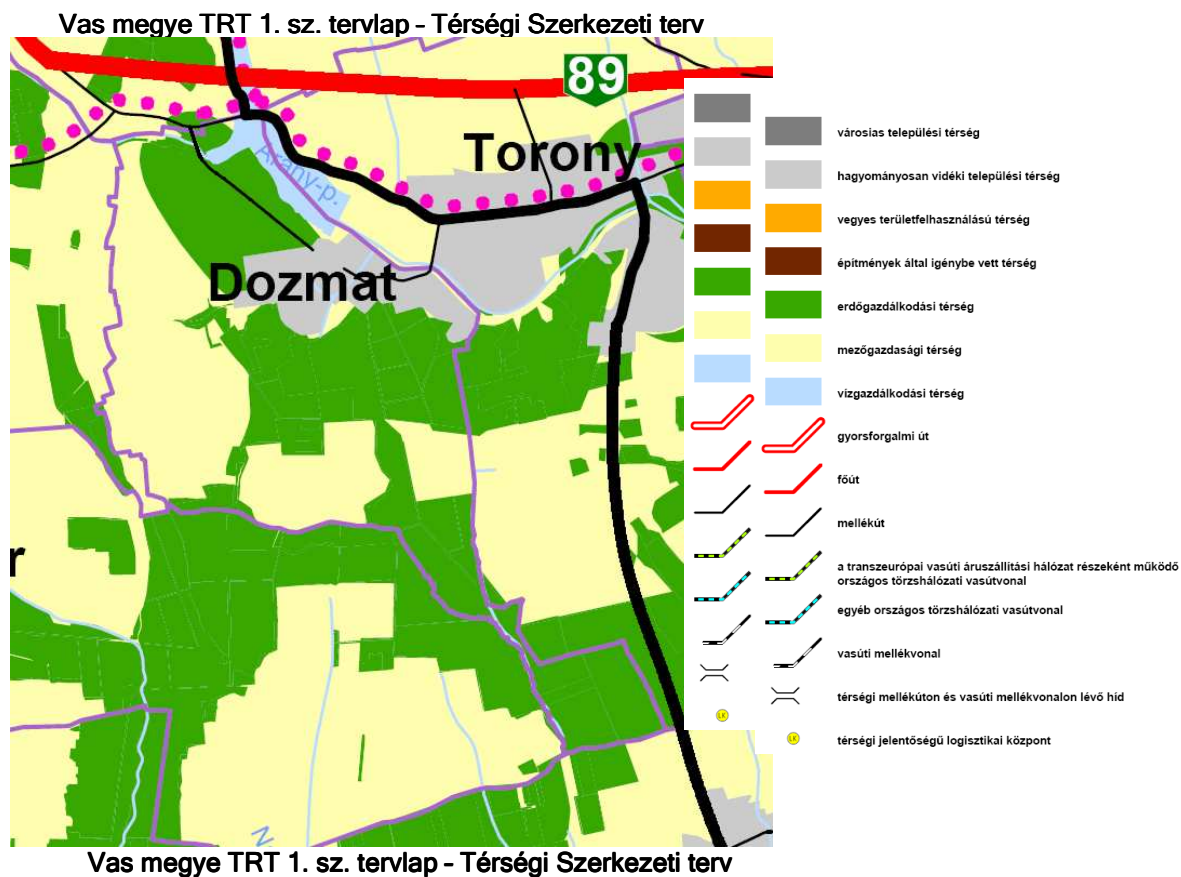 Vas megye TRT 1. sz. tervlap - Térségi Szerkezeti terv
89
Torony
Arany-p.
Dozmat
r
N
városias települési térség
hagyományosan vidéki települési térség
vegyes területfelhasználású térség
építmények által igénybe vett térség
erdőgazdálkodási térség
mezőgazdasági térség
vízgazdálkodási térség
gyorsforgalmi út
főút
mellékút
a transzeurópai vasúti áruszállítási hálózat részeként működő
országos törzshálózati vasútvonal
egyéb országos törzshálózati vasútvonal
vasúti mellékvonal
térségi mellékúton és vasúti mellékvonalon lévő híd
LK
LK
térségi jelentőségű logisztikai központ
Vas megye TRT 1. sz. tervlap - Térségi Szerkezeti terv